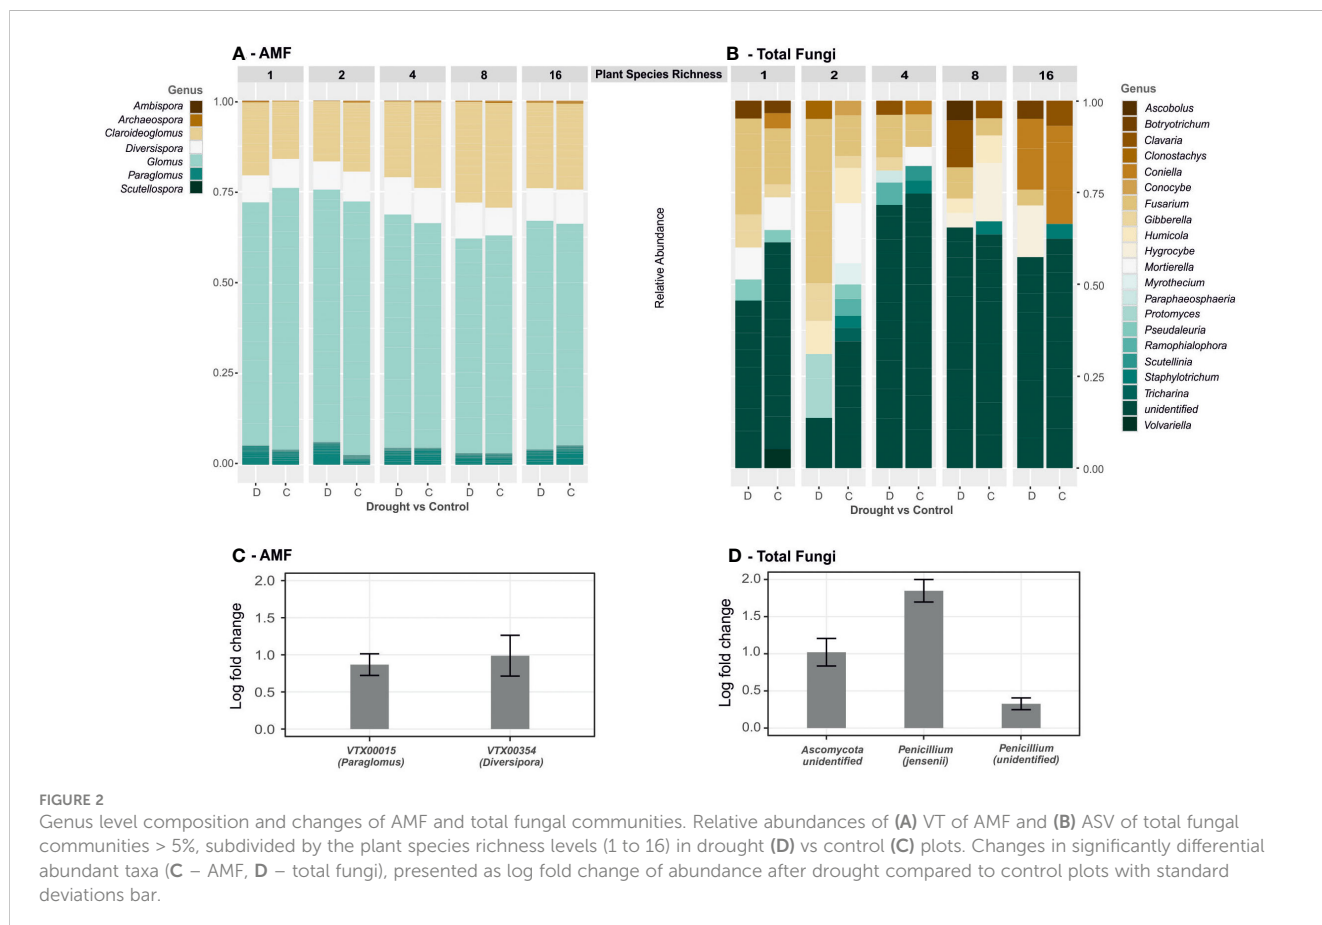 A - AMF
1
2
4
8
16
Plant Species Richness
Genus
Ambispora
Archaeospora
Claroideoglomus
Diversispora
Glomus
Paraglomus
Scutellospora
1.00
0.75
0.50
0.25
0.00
D
C
D
C
D
C
D
C
D
C
Drought vs Control
B - Total Fungi
1
2
4
8
16
Relative Abundance
1.00
0.75
0.50
0.25
0.00
D
C
D
C
D
C
D
C
D
C
Drought vs Control
Genus
Ascobolus
Botryotrichum
Clavaria
Clonostachys
Coniella
Conocybe
Fusarium
Gibberella
Humicola
Hygrocybe
Mortierella
Myrothecium
Paraphaeosphaeria
Protomyces
Pseudaleuria
Ramophialophora
Scutellinia
Staphylotrichum
Tricharina
unidentified
Volvariella
C - AMF
Log fold change
2.0
1.5
1.0
0.5
0.0
VTX00015
(Paraglomus)
VTX00354
(Diversipora)
D - Total Fungi
Log fold change
2.0
1.5
1.0
0.5
0.0
Ascomycota
unidentified
Penicillium
(jensenii)
Penicillium
(unidentified)
FIGURE 2
Genus level composition and changes of AMF and total fungal communities. Relative abundances of (A) VT of AMF and (B) ASV of total fungal
communities > 5%, subdivided by the plant species richness levels (1 to 16) in drought (D) vs control (C) plots. Changes in significantly differential
abundant taxa (C – AMF, D – total fungi), presented as log fold change of abundance after drought compared to control plots with standard
deviations bar.